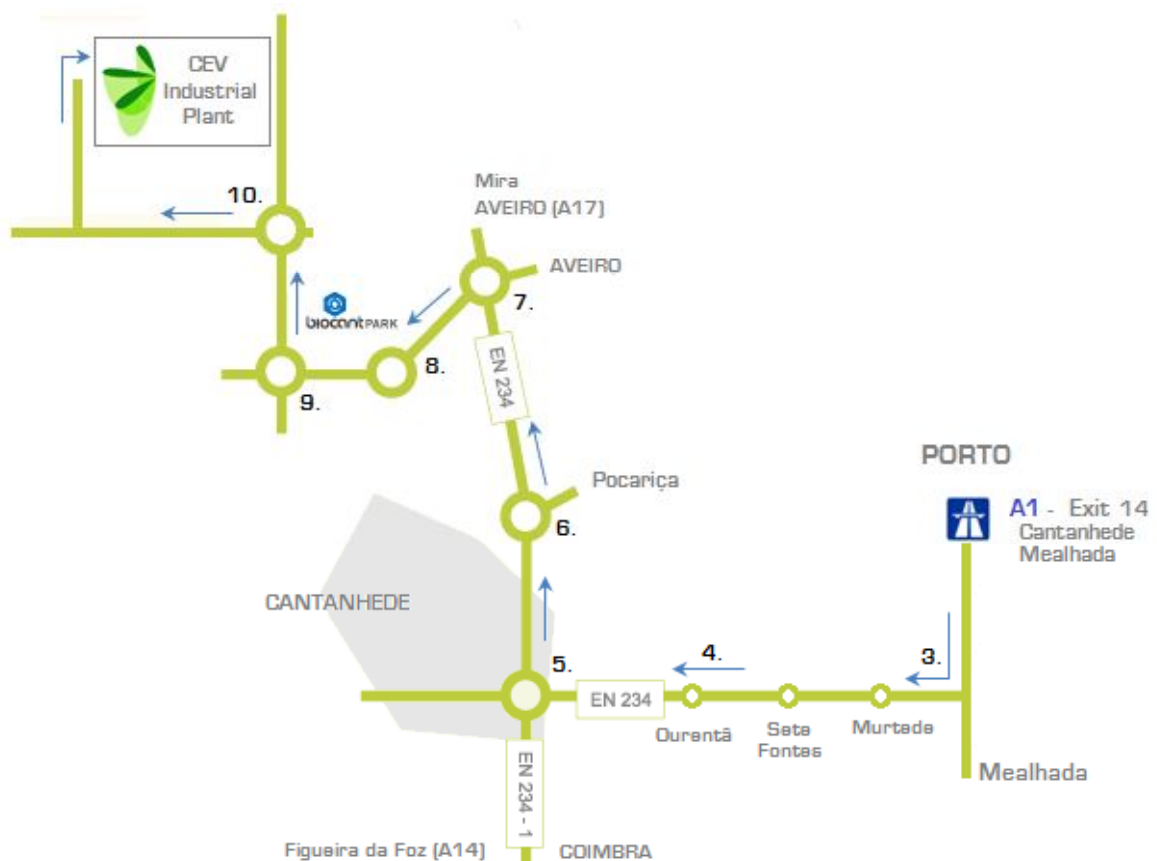 CEV
Industrial
Plant
10.
Mira
AVEIRO (A17)
AVEIRO
7.
biocant PARK
8.
9.
EN 234
PORTO
Pocariça
A1 - Exit 14
Cantanhede
Mealhada
6.
CANTANHEDE
5.
4.
3.
EN 234
Ourentã
Sete
Fontes
Murtede
EN 234 - 1
Mealhada
Figueira da Foz (A14)
COIMBRA